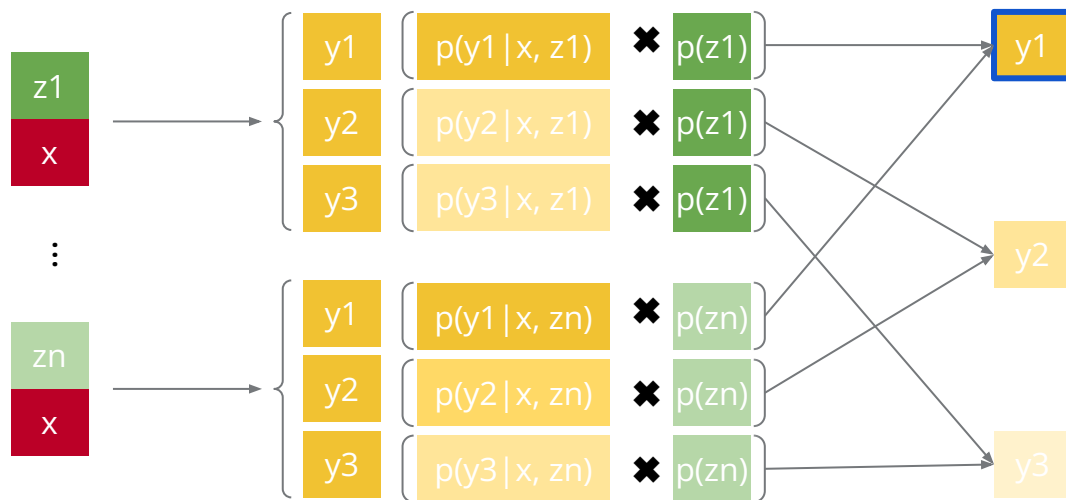 z1
x
⋮
zn
x
y1 p(y1|x, z1) ✖ p(z1)
y2 p(y2|x, z1) ✖ p(z1)
y3 p(y3|x, z1) ✖ p(z1)
y1 p(y1|x, zn) ✖ p(zn)
y2 p(y2|x, zn) ✖ p(zn)
y3 p(y3|x, zn) ✖ p(zn)
y1
y2
y3